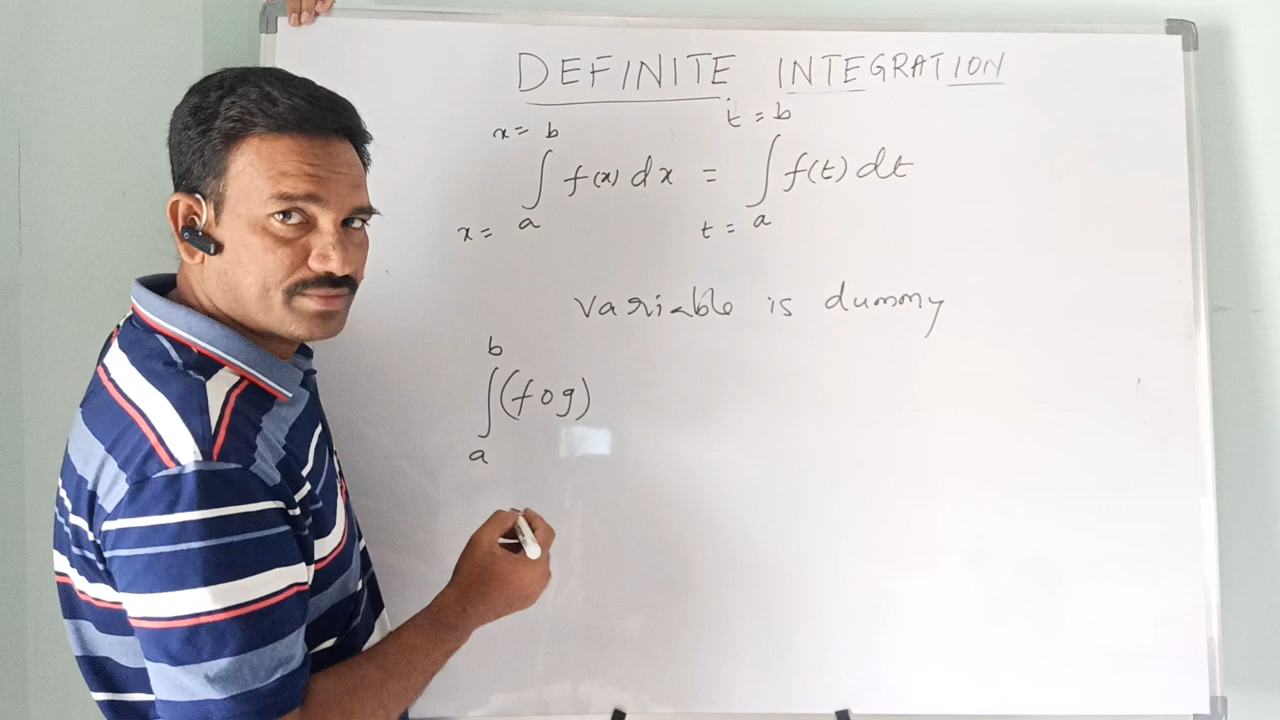 DEFINITE INTEGRATION
x = b t = b
∫ f(x) dx = ∫ f(t) dt
x = a t = a
variable is dummy
b
∫ (fog)
a